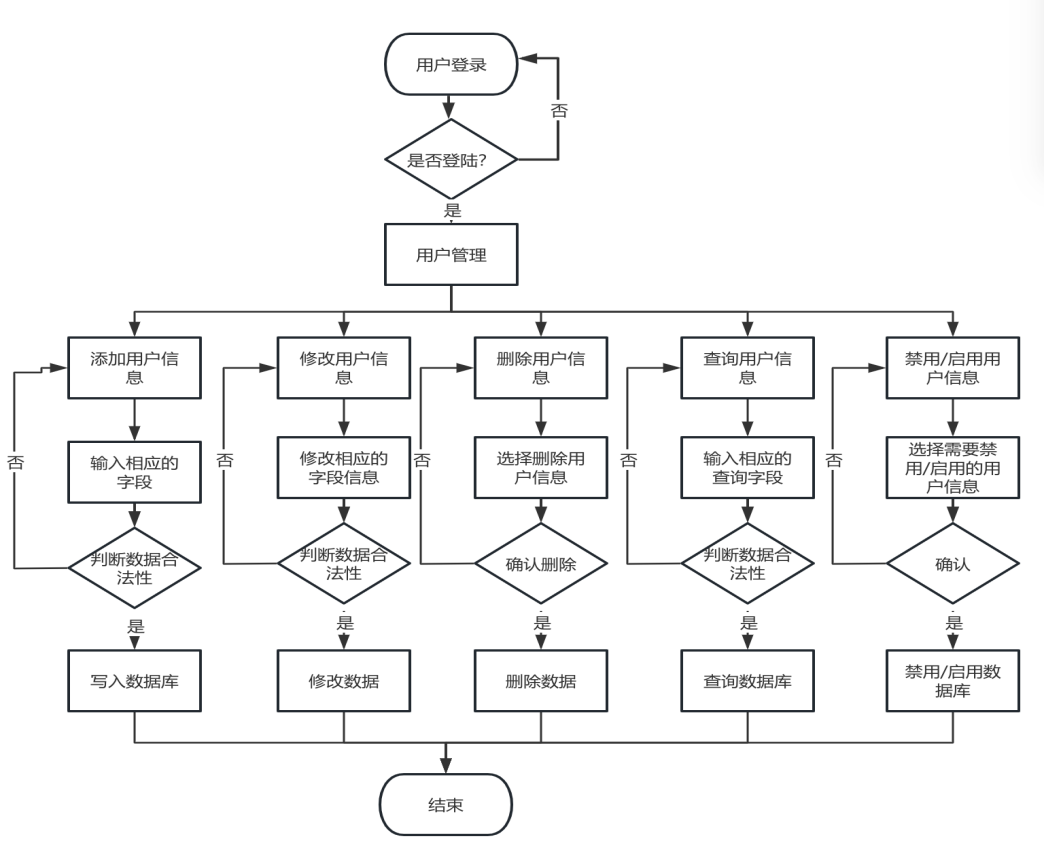 用户登录
否
是否登陆?
是
用户管理
添加用户信
息
修改用户信
息
删除用户信
息
查询用户信
息
禁用/启用用
户信息
否
输入相应的
字段
否
修改相应的
字段信息
否
选择删除用
户信息
否
输入相应的
查询字段
否
选择需要禁
用/启用的用
户信息
判断数据合
法性
判断数据合
法性
确认删除
判断数据合
法性
确认
是
是
是
是
是
写入数据库
修改数据
删除数据
查询数据库
禁用/启用数
据库
结束